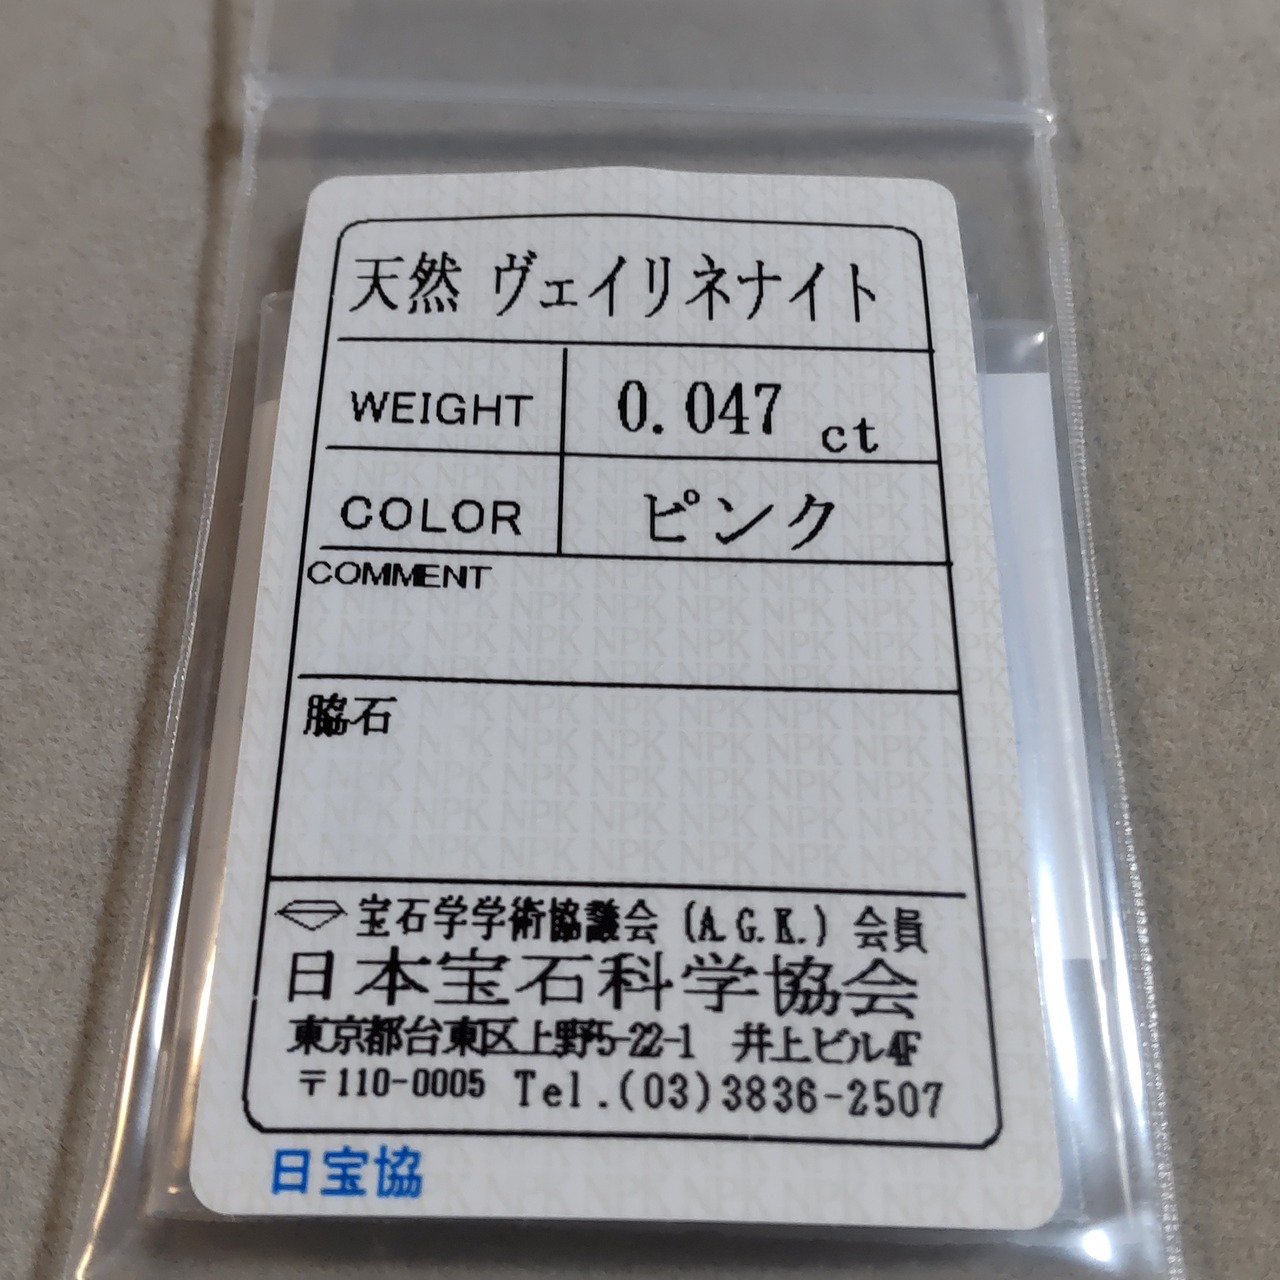 天然 ヴェイリネナイト
WEIGHT 0.047 ct
COLOR ピンク
COMMENT
脇石
宝石学学術協議会 (A.G.K.) 会員
日本宝石科学協会
東京都台東区上野5-22-1 井上ビル4F
〒110-0005 Tel.(03)3836-2507
日宝協